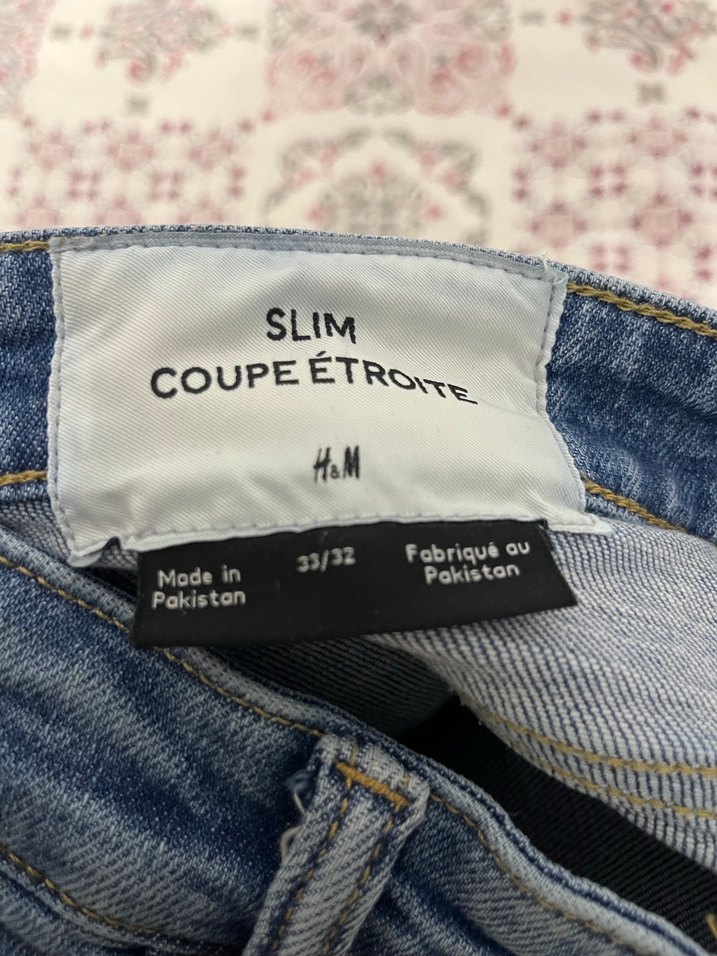 SLIM
COUPE ÉTROITE
H&M
Made in
Pakistan
33/32
Fabriqué au
Pakistan